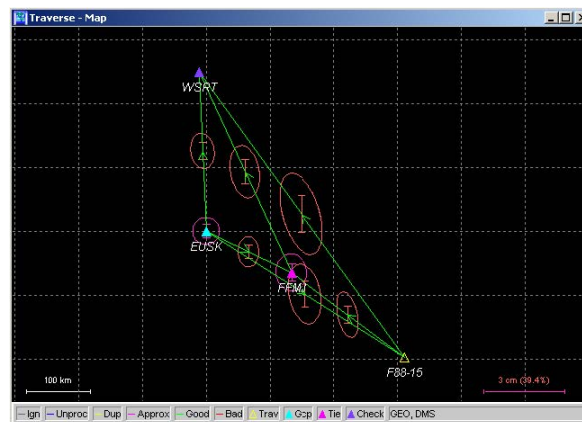 Traverse - Map
WSRT
EUSK
FFMJ
F88-15
100 km
3 cm (39.4%)
Ign Unproc Dup Approx Good Bad Trav Gcp Tie Check GEO, DMS